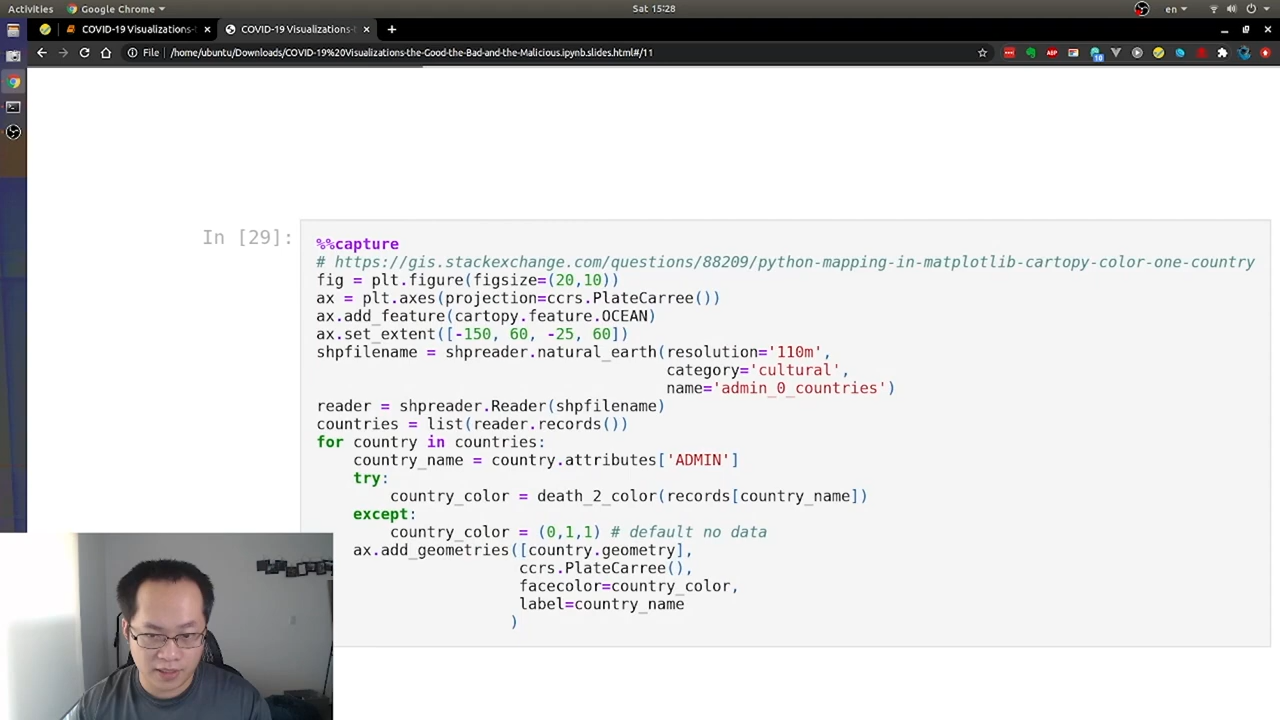 Activities
Google Chrome
Sat 15:28
en
COVID-19 Visualizations-
COVID-19 Visualizations-
File
/home/ubuntu/Downloads/COVID-19%20Visualizations-the-Good-the-Bad-and-the-Malicious.ipynb.slides.html#/11
ABP
10
In [29]:
%%capture
# https://gis.stackexchange.com/questions/88209/python-mapping-in-matplotlib-cartopy-color-one-country
fig = plt.figure(figsize=(20,10))
ax = plt.axes(projection=ccrs.PlateCarree())
ax.add_feature(cartopy.feature.OCEAN)
ax.set_extent([-150, 60, -25, 60])
shpfilename = shpreader.natural_earth(resolution='110m',
category='cultural',
name='admin_0_countries')
reader = shpreader.Reader(shpfilename)
countries = list(reader.records())
for country in countries:
country_name = country.attributes['ADMIN']
try:
country_color = death_2_color(records[country_name])
except:
country_color = (0,1,1) # default no data
ax.add_geometries([country.geometry],
ccrs.PlateCarree(),
facecolor=country_color,
label=country_name
)